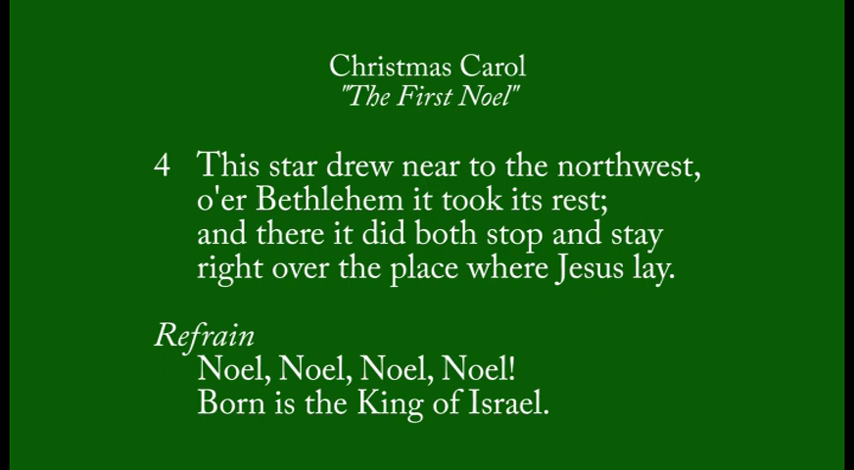 Christmas Carol
"The First Noel"
4 This star drew near to the northwest,
o'er Bethlehem it took its rest;
and there it did both stop and stay
right over the place where Jesus lay.
Refrain
Noel, Noel, Noel, Noel!
Born is the King of Israel.